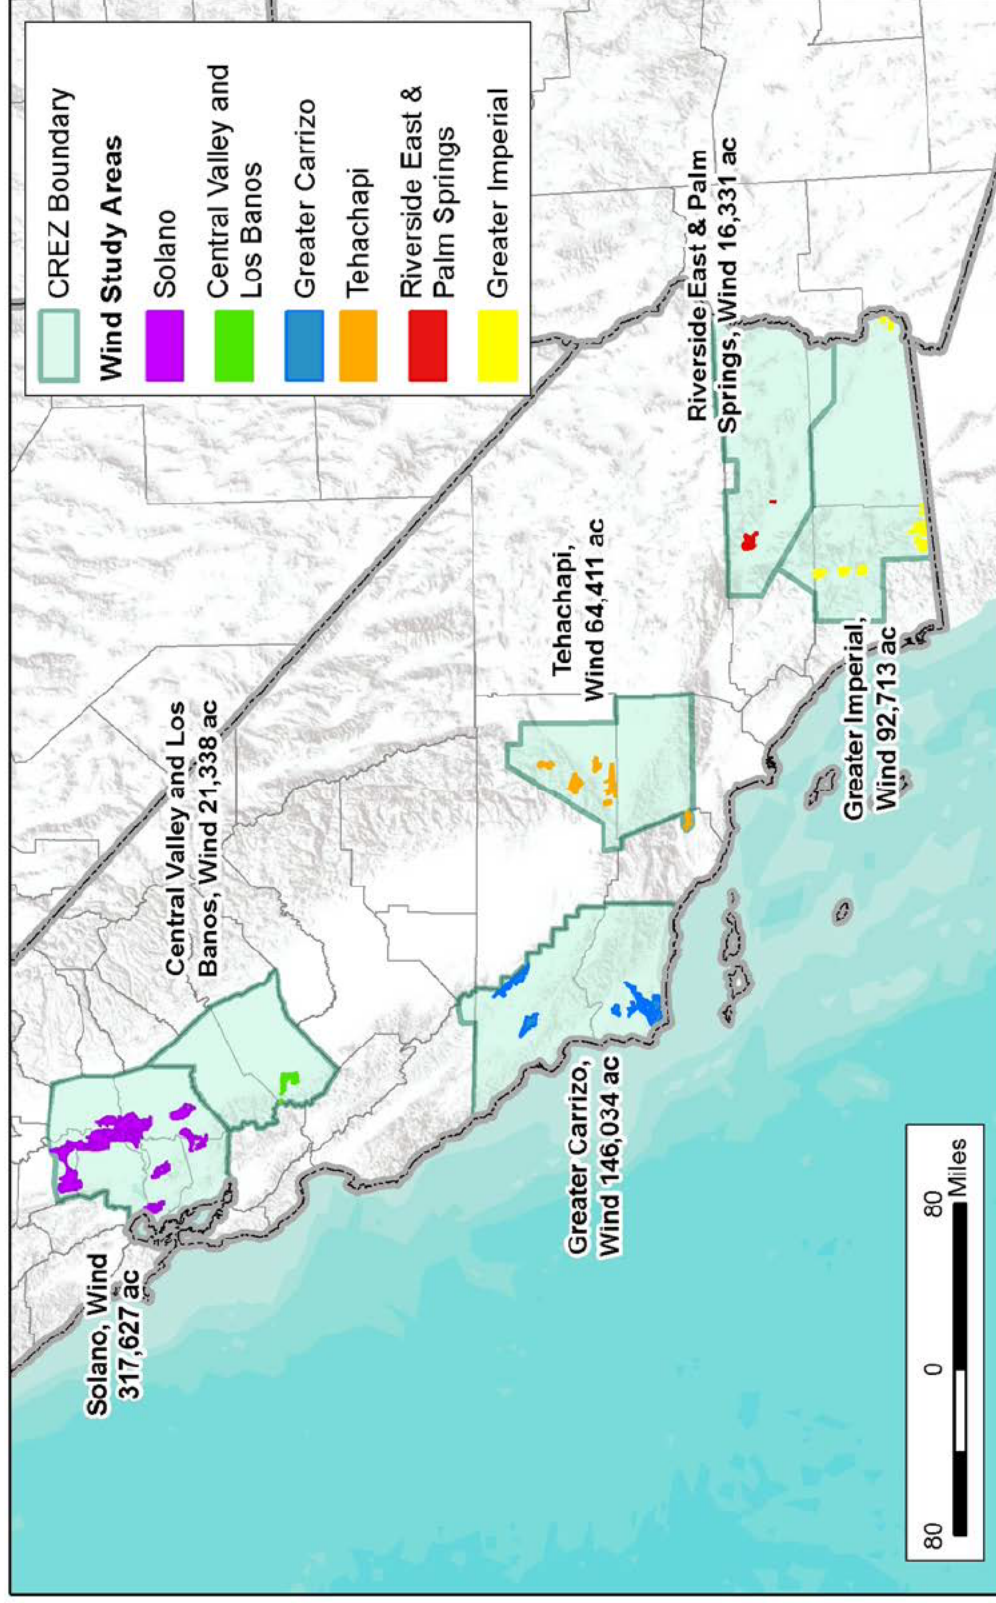 CREZ Boundary
Wind Study Areas
Solano
Central Valley and
Los Banos
Greater Carrizo
Tehachapi
Riverside East &
Palm Springs
Greater Imperial
Solano, Wind
317,627 ac
Central Valley and Los
Banos, Wind 21,338 ac
Greater Carrizo,
Wind 146,034 ac
Tehachapi,
Wind 64,411 ac
Riverside East & Palm
Springs, Wind 16,331 ac
Greater Imperial,
Wind 92,713 ac
80 0 80
Miles